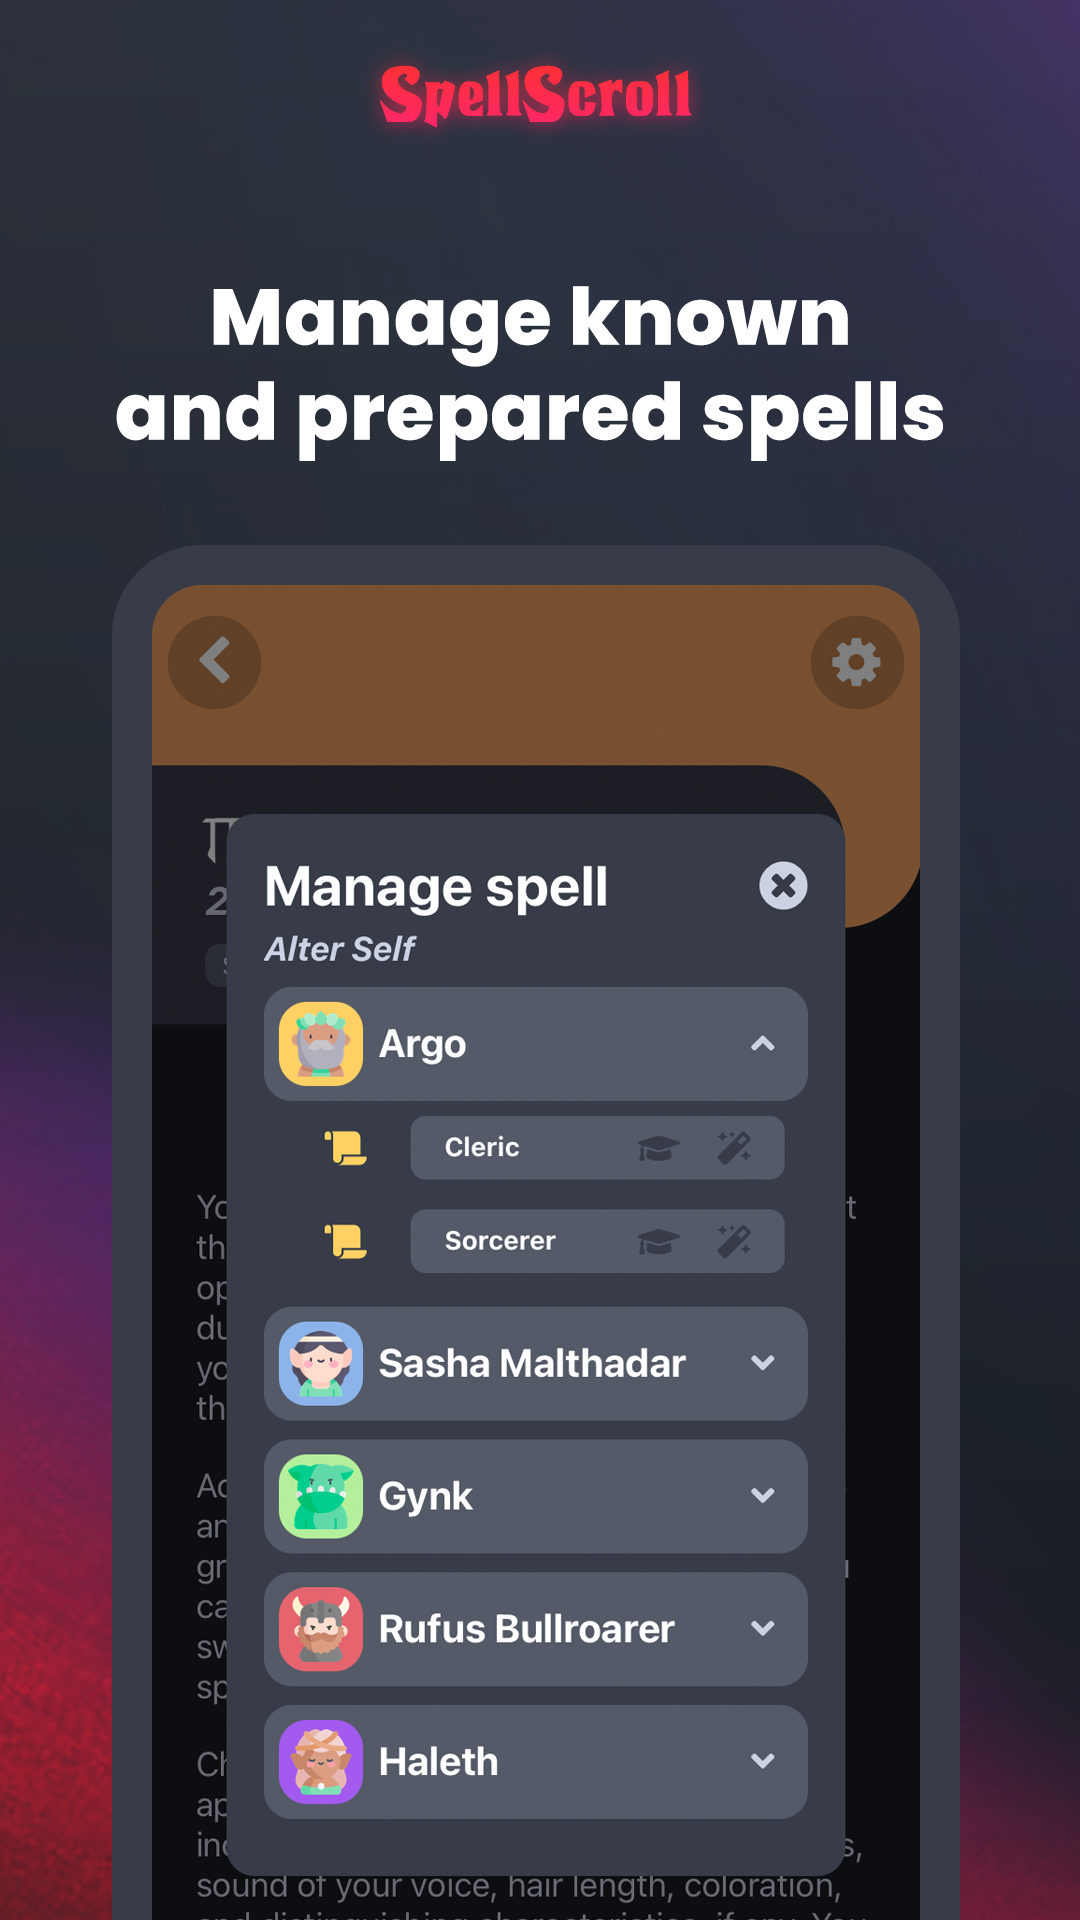 SpellScroll
Manage known
and prepared spells
Manage spell
Alter Self
Argo
Cleric
Sorcerer
Sasha Malthadar
Gynk
Rufus Bullroarer
Haleth
sound of your voice, hair length, coloration,